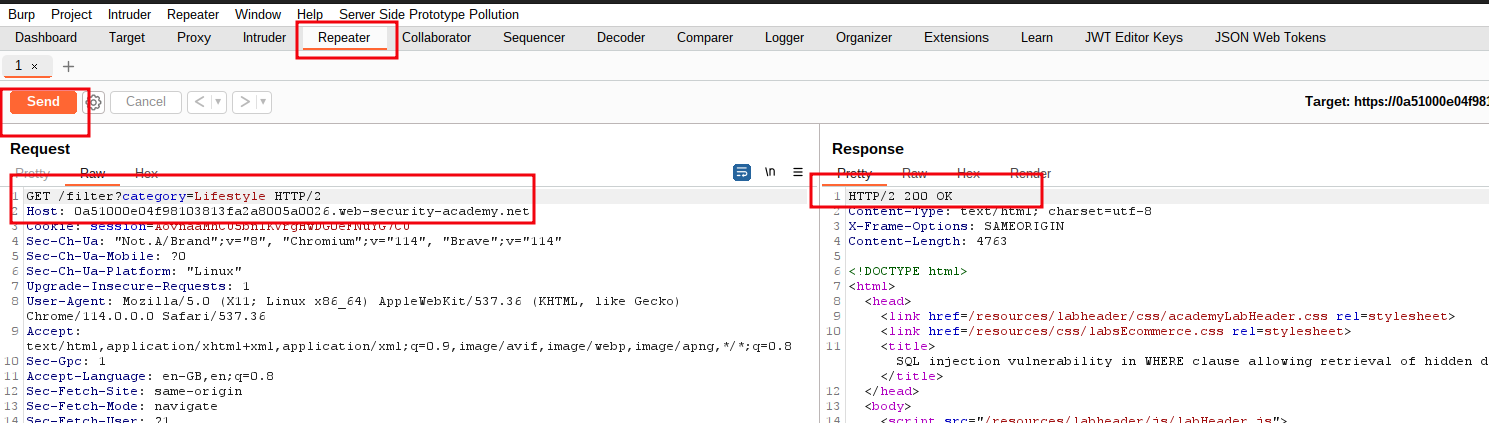 Burp Project Intruder Repeater Window Help Server Side Prototype Pollution
Dashboard Target Proxy Intruder Repeater Collaborator Sequencer Decoder Comparer Logger Organizer Extensions Learn JWT Editor Keys JSON Web Tokens
1 × +
Send Cancel < ▼ > ▼ Target: https://0a51000e04f981
Request
Pretty Raw Hex \n ☰
1 GET /filter?category=Lifestyle HTTP/2
2 Host: 0a51000e04f98103813fa2a8005a0026.web-security-academy.net
3 Cookie:
4 Sec-Ch-Ua: "Not.A/Brand";v="8", "Chromium";v="114", "Brave";v="114"
5 Sec-Ch-Ua-Mobile: ?0
6 Sec-Ch-Ua-Platform: "Linux"
7 Upgrade-Insecure-Requests: 1
8 User-Agent: Mozilla/5.0 (X11; Linux x86_64) AppleWebKit/537.36 (KHTML, like Gecko)
Chrome/114.0.0.0 Safari/537.36
9 Accept:
text/html,application/xhtml+xml,application/xml;q=0.9,image/avif,image/webp,image/apng,*/*;q=0.8
10 Sec-Gpc: 1
11 Accept-Language: en-GB,en;q=0.8
12 Sec-Fetch-Site: same-origin
13 Sec-Fetch-Mode: navigate
14 Sec-Fetch-User: ?1
Response
Pretty Raw Hex Render
1 HTTP/2 200 OK
2 Content-Type: text/html; charset=utf-8
3 X-Frame-Options: SAMEORIGIN
4 Content-Length: 4763
5
6 <!DOCTYPE html>
7 <html>
8 <head>
9 <link href=/resources/labheader/css/academyLabHeader.css rel=stylesheet>
10 <link href=/resources/css/labsEcommerce.css rel=stylesheet>
11 <title>
SQL injection vulnerability in WHERE clause allowing retrieval of hidden d
</title>
12 </head>
13 <body>
14 <script src="/resources/labheader/js/labHeader.js">